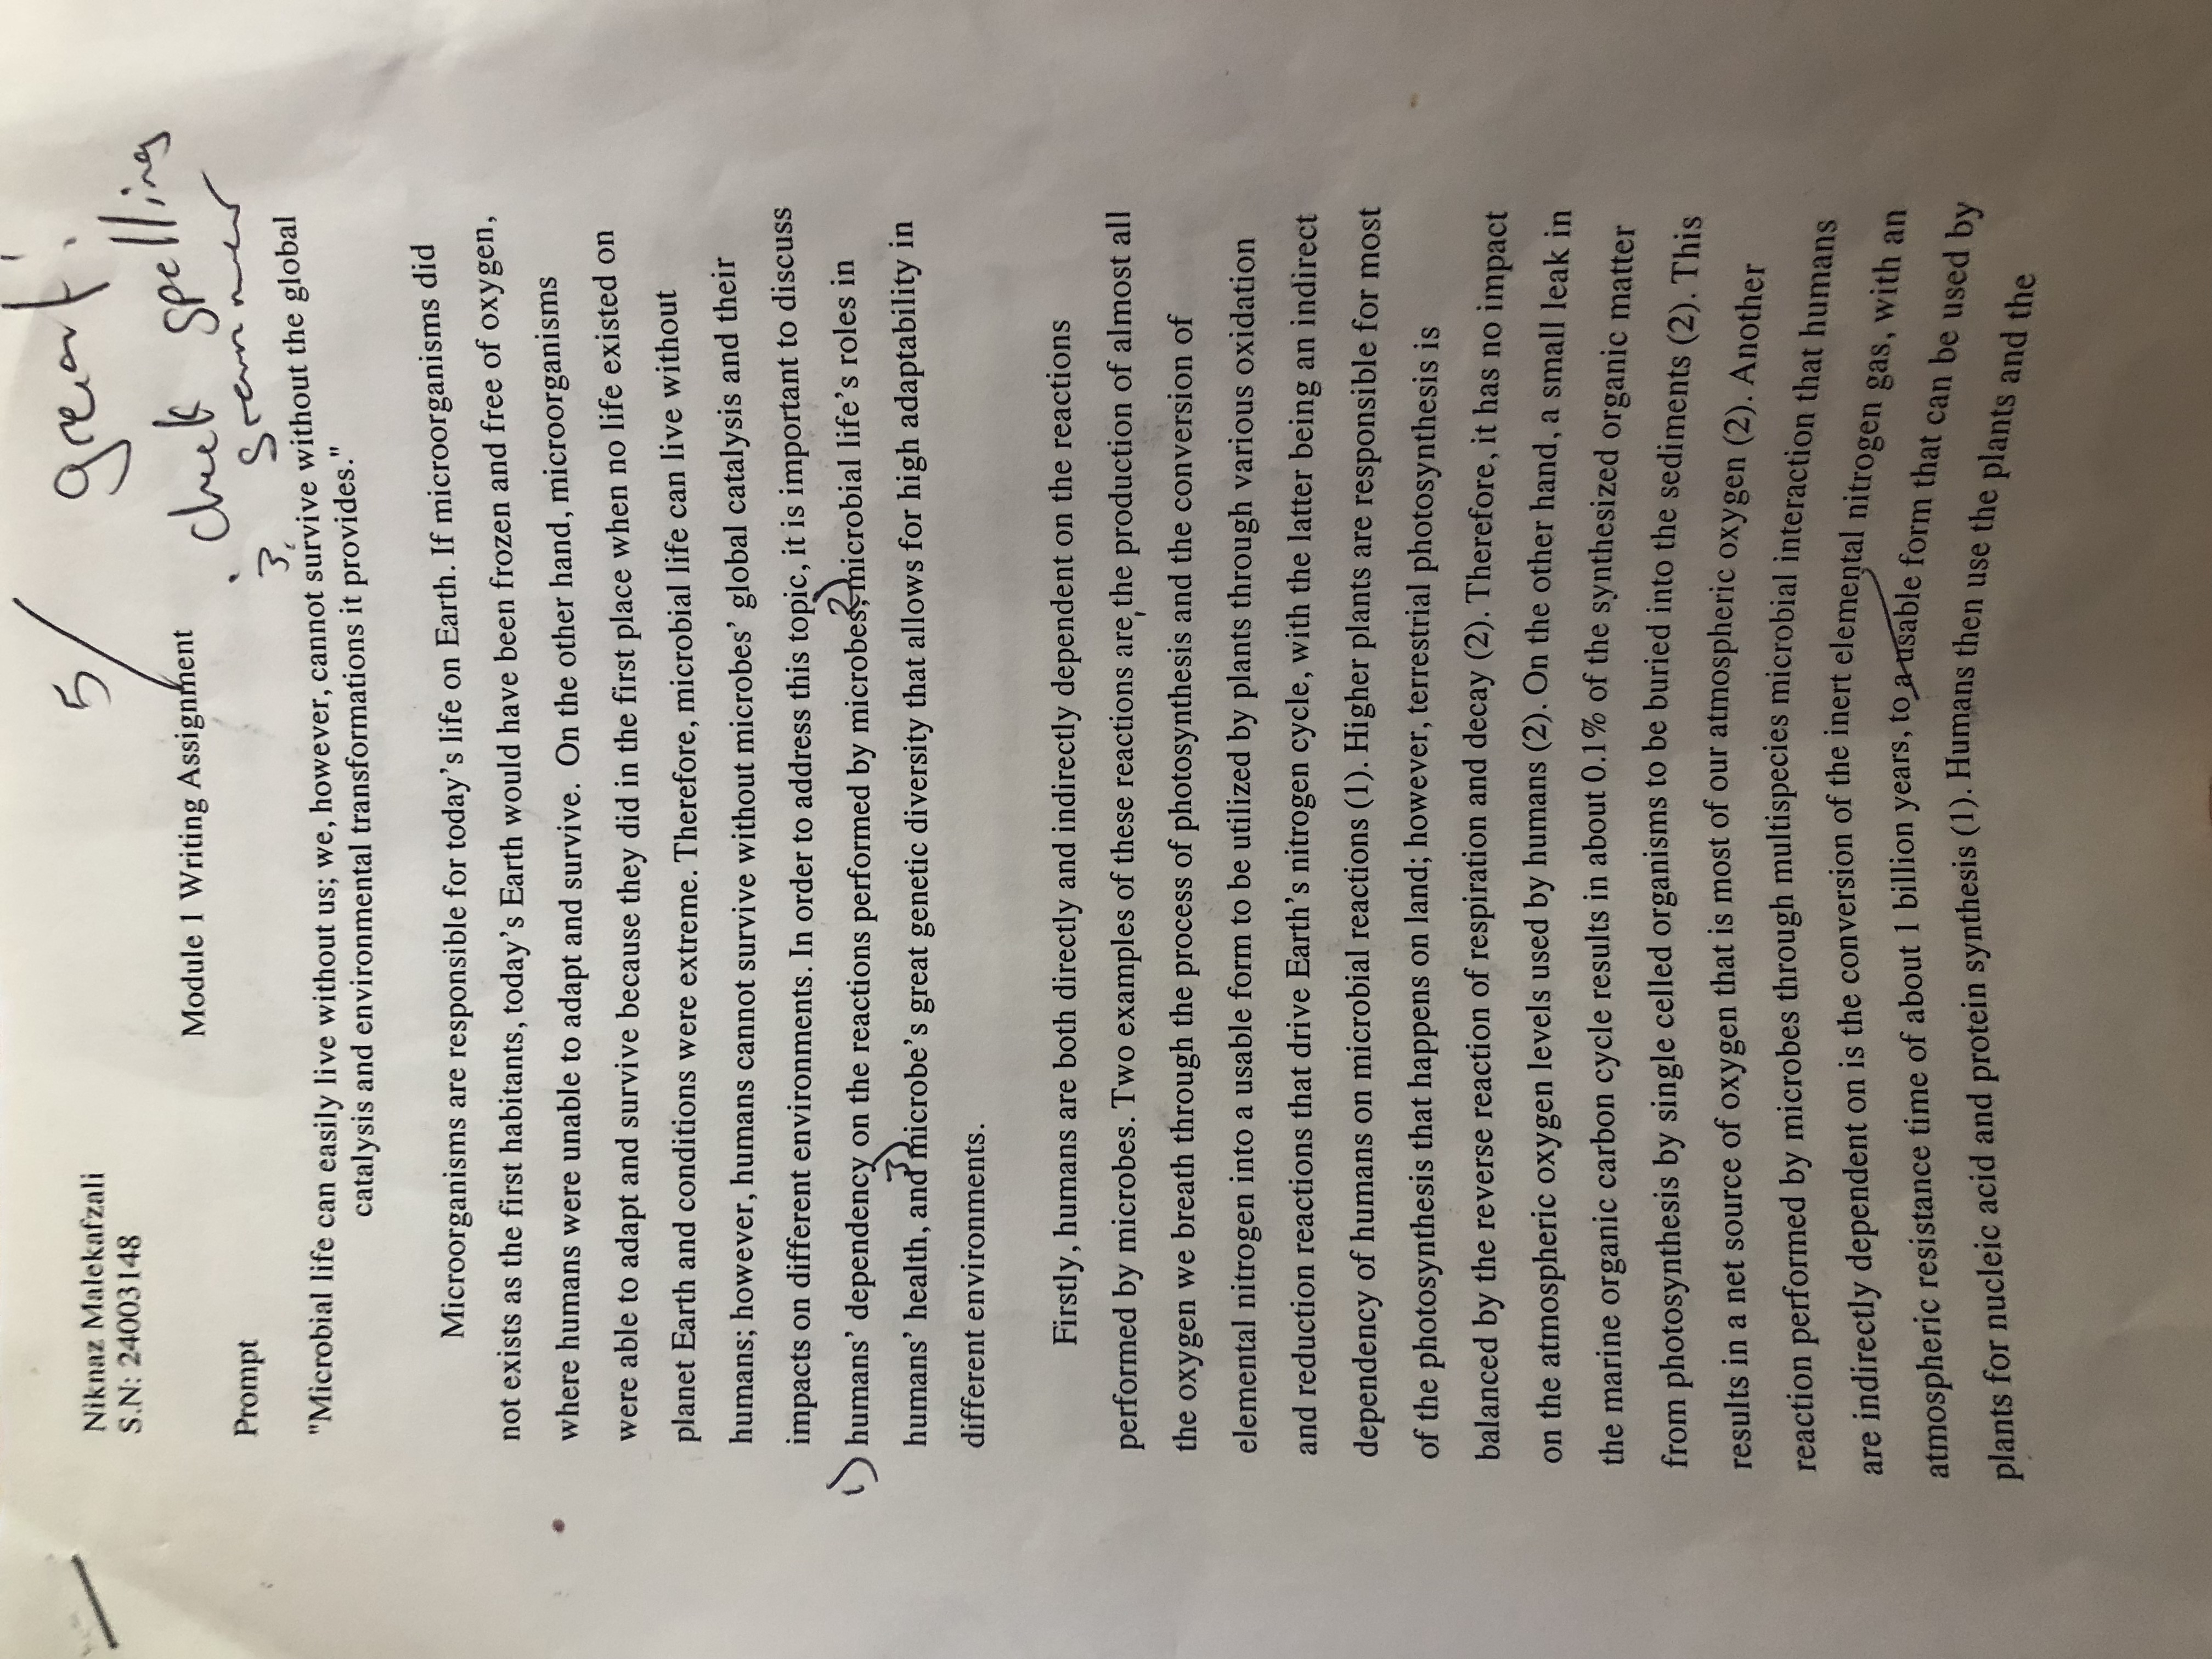 5/ great!
Niknaz Malekafzali
S.N: 24003148
. check spelling
Module 1 Writing Assignment
3, grammer
Prompt
"Microbial life can easily live without us; we, however, cannot survive without the global
catalysis and environmental transformations it provides."
Microorganisms are responsible for today’s life on Earth. If microorganisms did
not exists as the first habitants, today’s Earth would have been frozen and free of oxygen,
where humans were unable to adapt and survive. On the other hand, microorganisms
were able to adapt and survive because they did in the first place when no life existed on
planet Earth and conditions were extreme. Therefore, microbial life can live without
humans; however, humans cannot survive without microbes’ global catalysis and their
impacts on different environments. In order to address this topic, it is important to discuss
1) humans’ dependency on the reactions performed by microbes, 2) microbial life’s roles in
humans’ health, and 3) microbe’s great genetic diversity that allows for high adaptability in
different environments.
Firstly, humans are both directly and indirectly dependent on the reactions
performed by microbes. Two examples of these reactions are, the production of almost all
the oxygen we breath through the process of photosynthesis and the conversion of
elemental nitrogen into a usable form to be utilized by plants through various oxidation
and reduction reactions that drive Earth’s nitrogen cycle, with the latter being an indirect
dependency of humans on microbial reactions (1). Higher plants are responsible for most
of the photosynthesis that happens on land; however, terrestrial photosynthesis is
balanced by the reverse reaction of respiration and decay (2). Therefore, it has no impact
on the atmospheric oxygen levels used by humans (2). On the other hand, a small leak in
the marine organic carbon cycle results in about 0.1% of the synthesized organic matter
from photosynthesis by single celled organisms to be buried into the sediments (2). This
results in a net source of oxygen that is most of our atmospheric oxygen (2). Another
reaction performed by microbes through multispecies microbial interaction that humans
are indirectly dependent on is the conversion of the inert elemental nitrogen gas, with an
atmospheric resistance time of about 1 billion years, to a usable form that can be used by
plants for nucleic acid and protein synthesis (1). Humans then use the plants and the